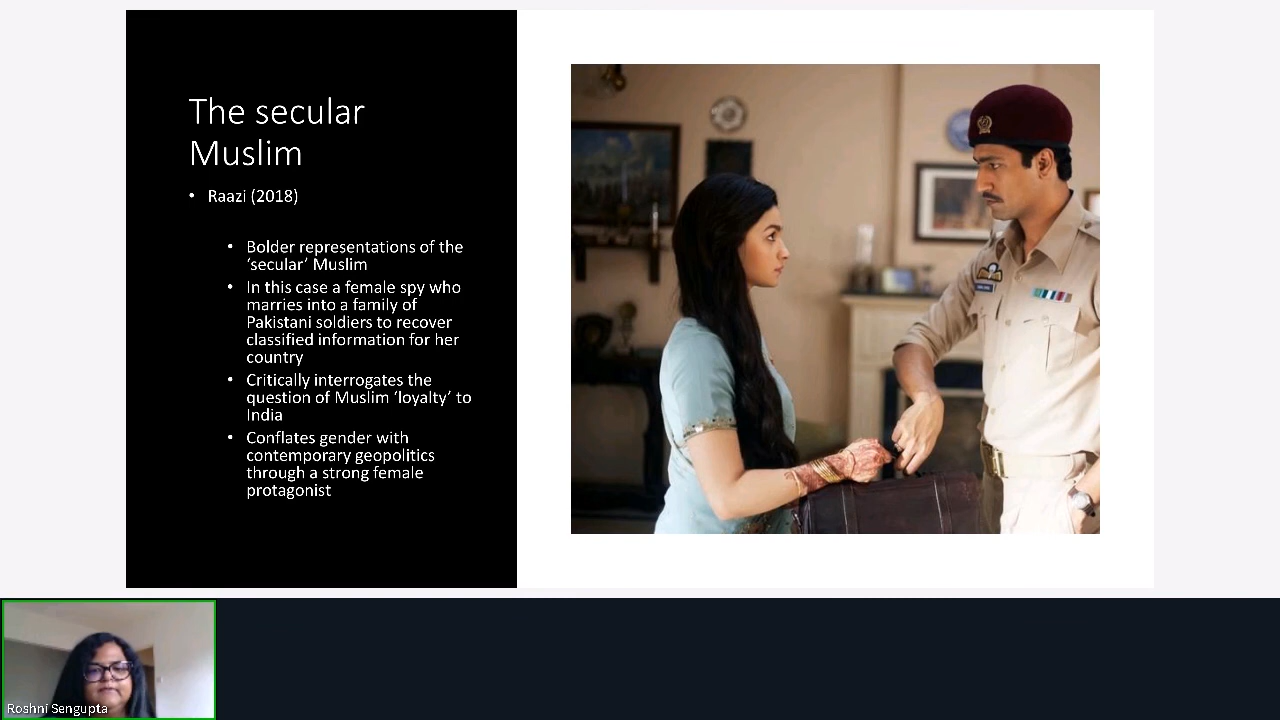 The secular
Muslim
• Raazi (2018)
• Bolder representations of the
‘secular’ Muslim
• In this case a female spy who
marries into a family of
Pakistani soldiers to recover
classified information for her
country
• Critically interrogates the
question of Muslim ‘loyalty’ to
India
• Conflates gender with
contemporary geopolitics
through a strong female
protagonist
Roshni Sengupta